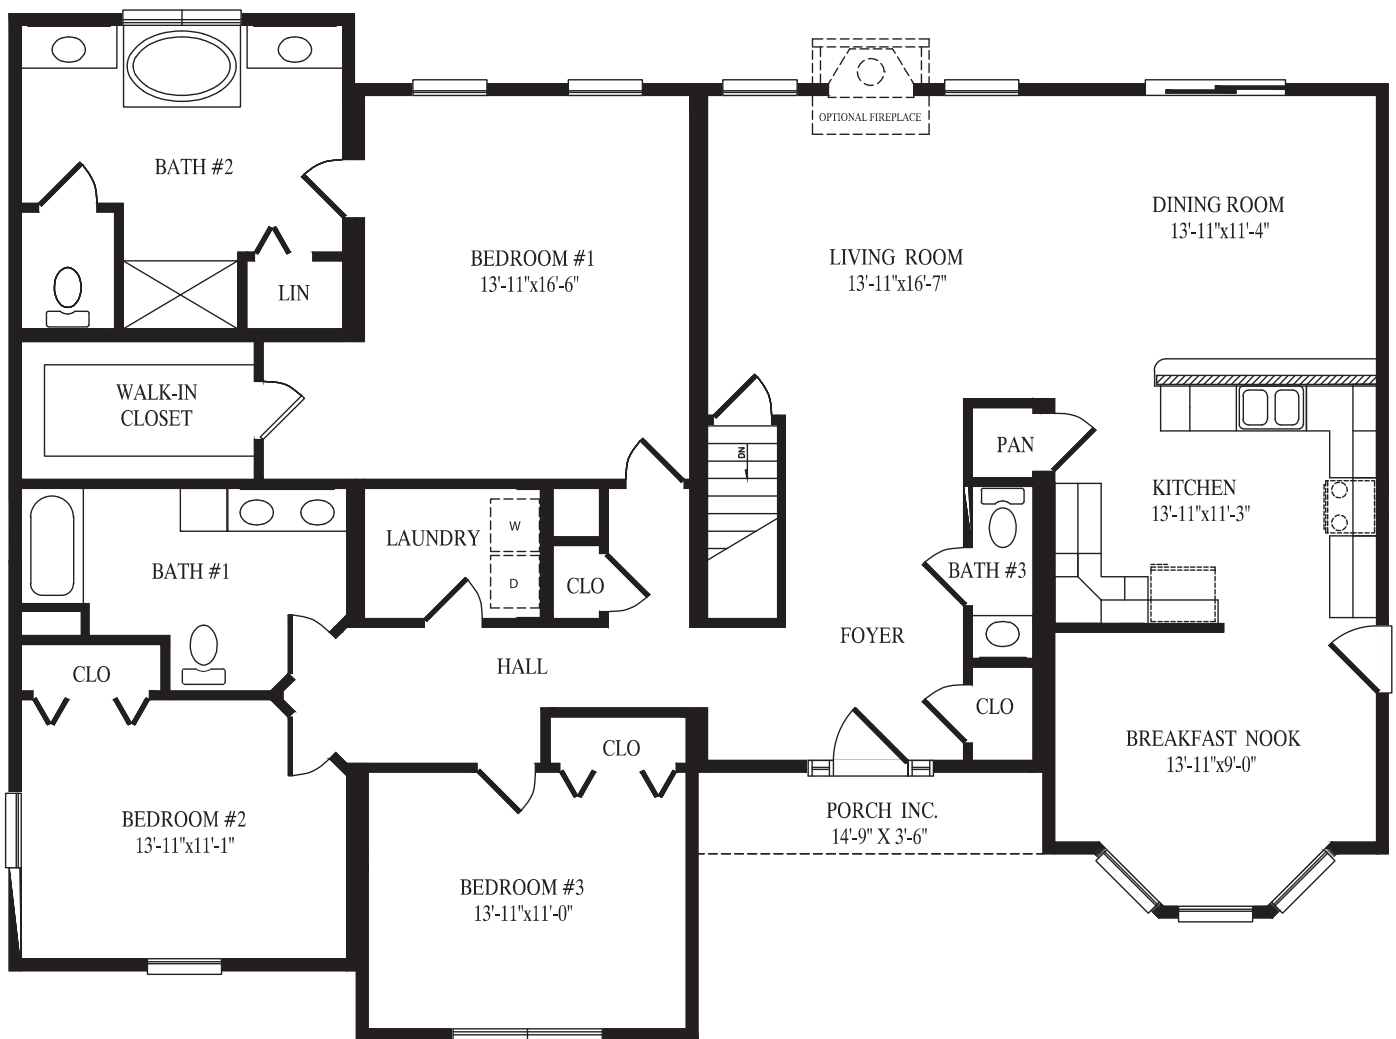 OPTIONAL FIREPLACE
BATH #2
DINING ROOM
13'-11"x11'-4"
LIVING ROOM
13'-11"x16'-7"
BEDROOM #1
13'-11"x16'-6"
LIN
WALK-IN
CLOSET
PAN
DN
KITCHEN
13'-11"x11'-3"
LAUNDRY
W
D
BATH #1
CLO
BATH #3
FOYER
HALL
CLO
CLO
CLO
BREAKFAST NOOK
13'-11"x9'-0"
BEDROOM #2
13'-11"x11'-1"
PORCH INC.
14'-9" X 3'-6"
BEDROOM #3
13'-11"x11'-0"